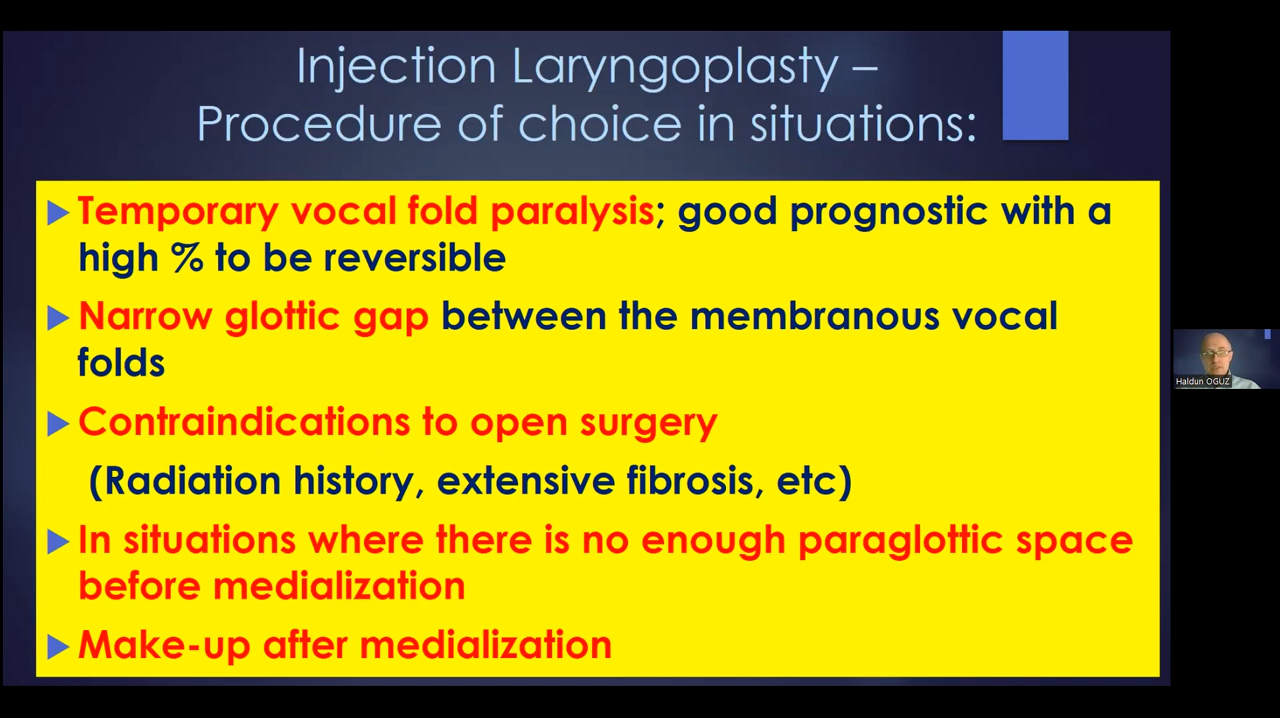 Injection Laryngoplasty –
Procedure of choice in situations:
Temporary vocal fold paralysis; good prognostic with a
high % to be reversible
Narrow glottic gap between the membranous vocal
folds
Contraindications to open surgery
(Radiation history, extensive fibrosis, etc)
In situations where there is no enough paraglottic space
before medialization
Make-up after medialization
Haldun OGUZ